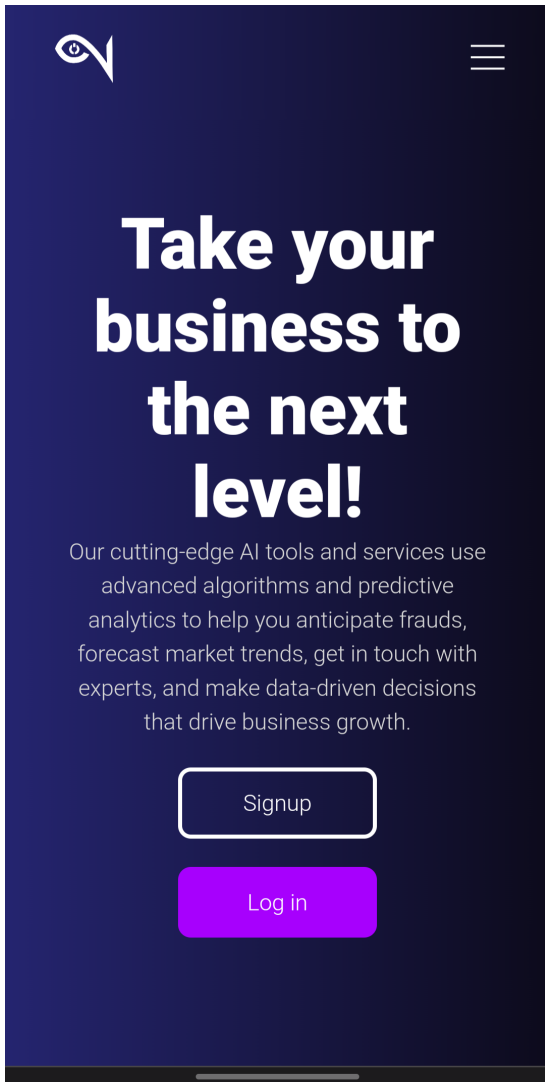 Take your
business to
the next
level!
Our cutting-edge AI tools and services use
advanced algorithms and predictive
analytics to help you anticipate frauds,
forecast market trends, get in touch with
experts, and make data-driven decisions
that drive business growth.
Signup
Log in